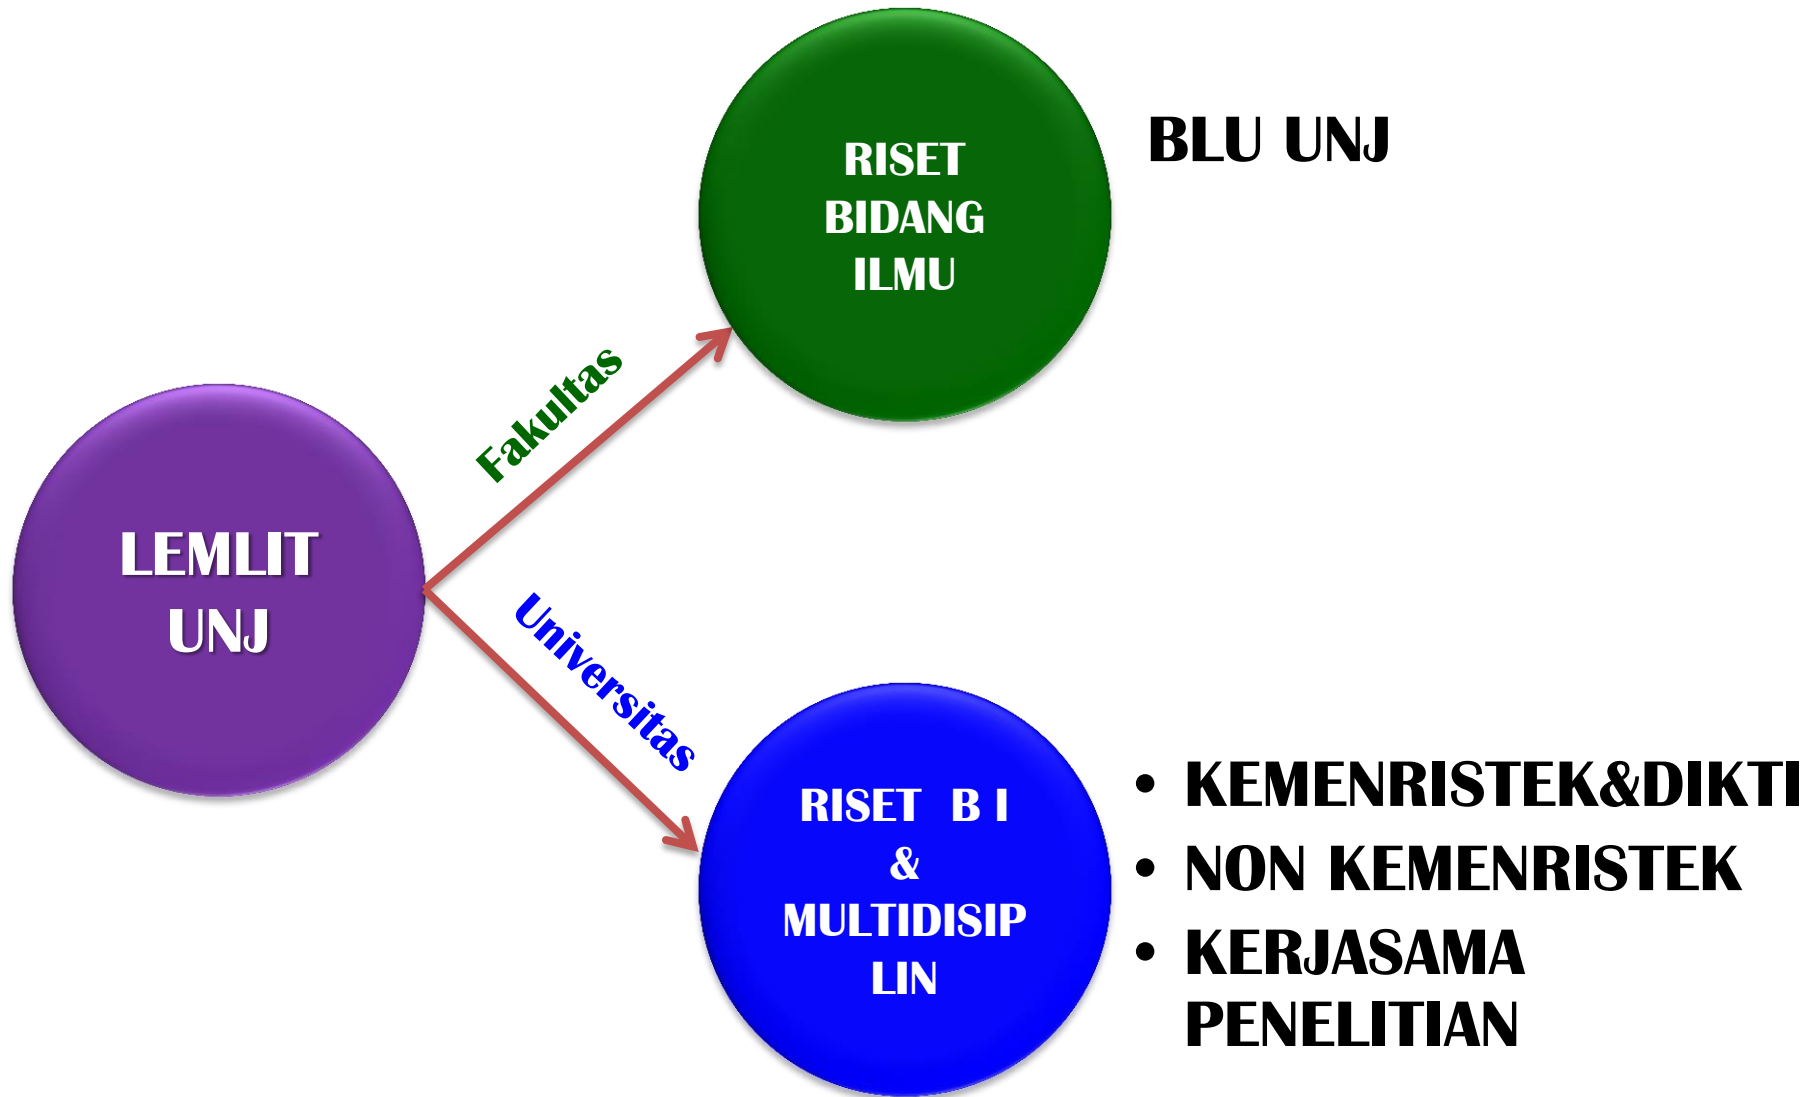 LEMLIT
UNJ
Fakultas
RISET
BIDANG
ILMU
BLU UNJ
Universitas
RISET B I
&
MULTIDISIP
LIN
• KEMENRISTEK&DIKTI
• NON KEMENRISTEK
• KERJASAMA
PENELITIAN